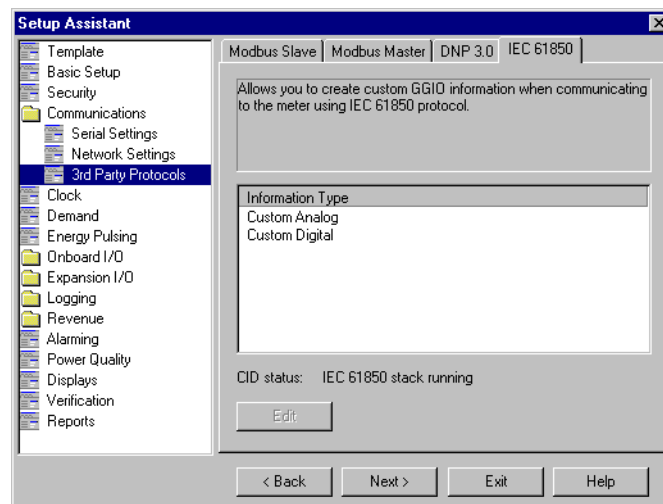 Setup Assistant
Template
Basic Setup
Security
Communications
Serial Settings
Network Settings
3rd Party Protocols
Clock
Demand
Energy Pulsing
Onboard I/O
Expansion I/O
Logging
Revenue
Alarming
Power Quality
Displays
Verification
Reports
Modbus Slave Modbus Master DNP 3.0 IEC 61850
Allows you to create custom GGIO information when communicating
to the meter using IEC 61850 protocol.
Information Type
Custom Analog
Custom Digital
CID status: IEC 61850 stack running
Edit
< Back Next > Exit Help